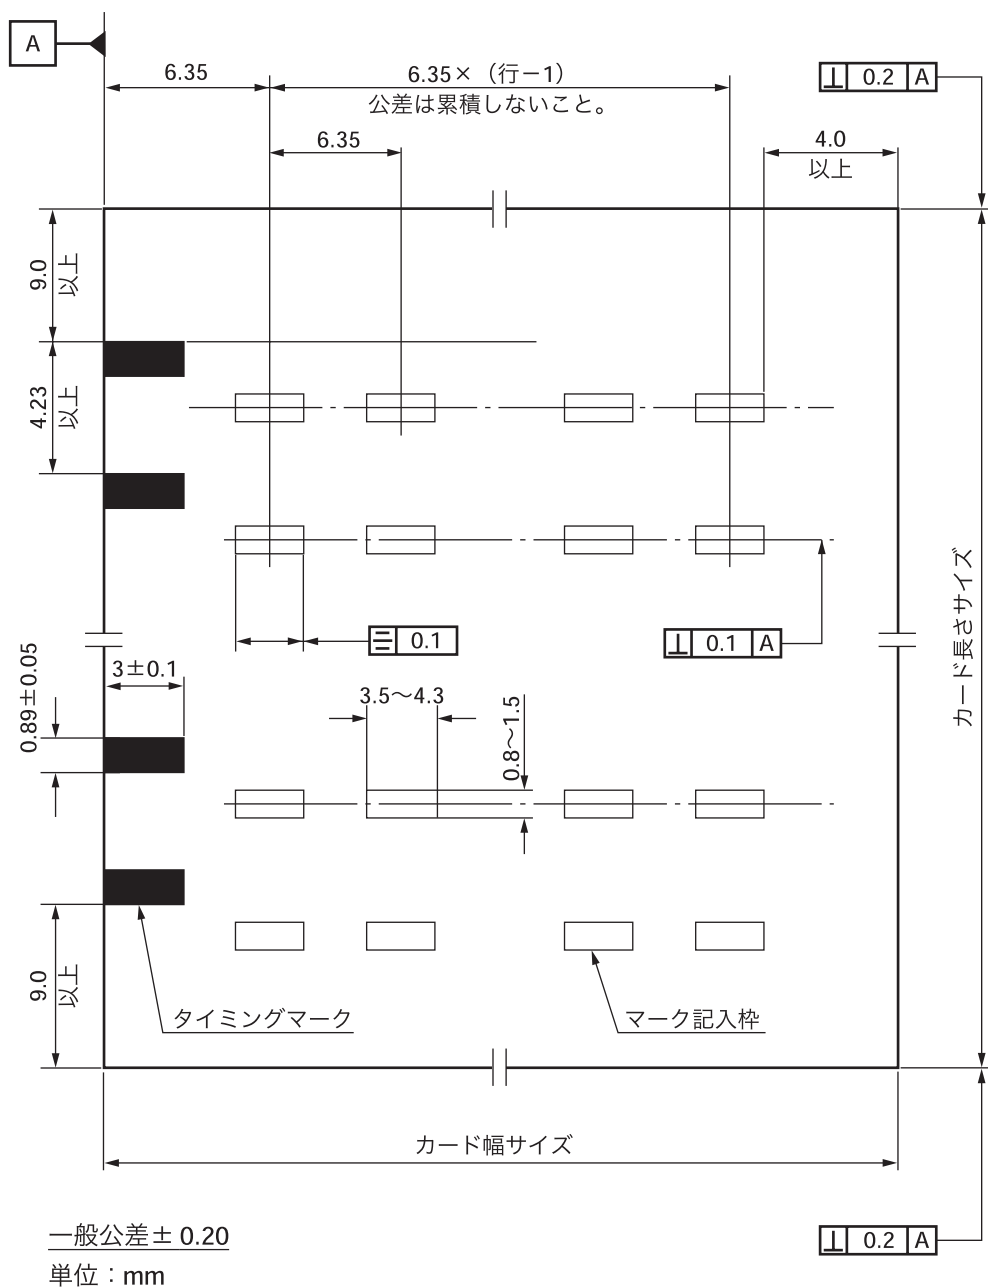 A
6.35
6.35×（行－1）
公差は累積しないこと。
6.35
4.0
以上
⊥ 0.2 A
9.0
以上
4.23
以上
⌯ 0.1
⊥ 0.1 A
カード長さサイズ
0.89±0.05
3±0.1
3.5～4.3
0.8～1.5
9.0
以上
タイミングマーク
マーク記入枠
カード幅サイズ
一般公差± 0.20
単位：mm
⊥ 0.2 A